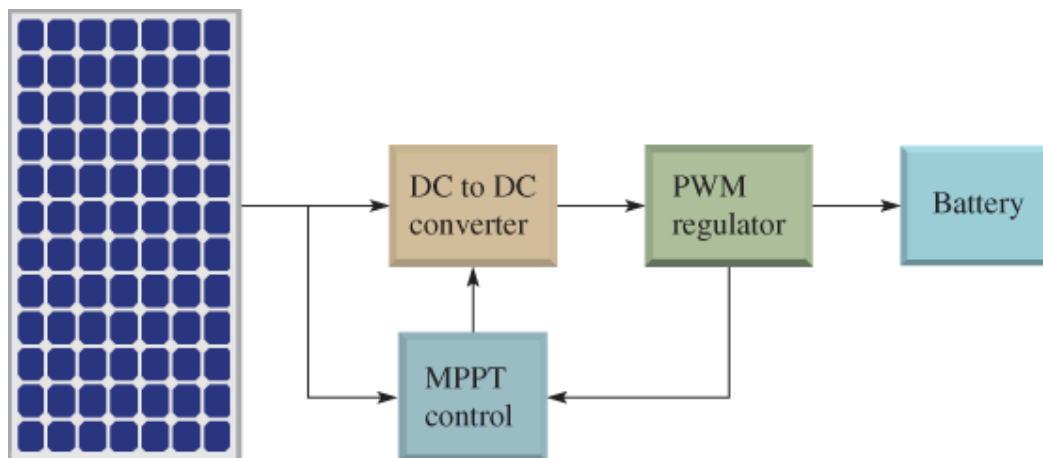 DC to DC
converter
PWM
regulator
Battery
MPPT
control